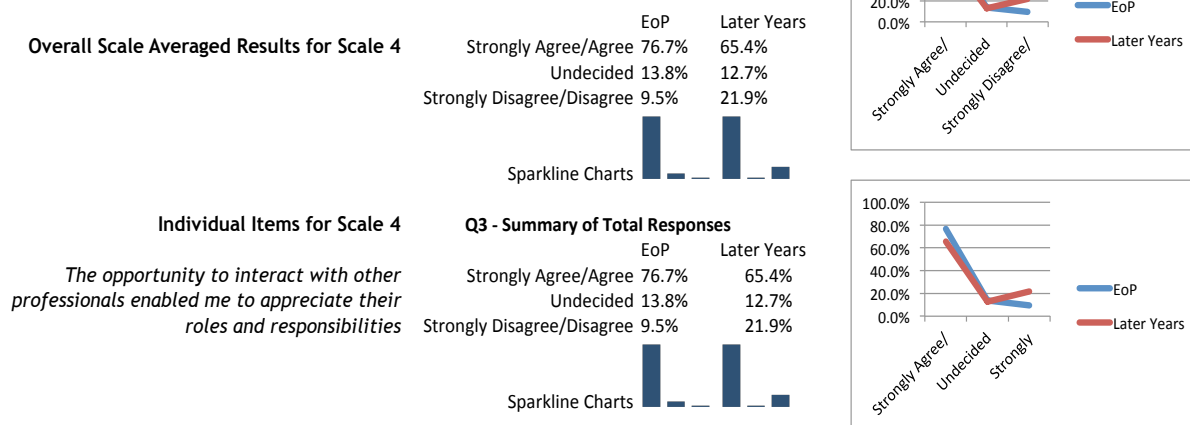 Overall Scale Averaged Results for Scale 4
EoP Later Years
Strongly Agree/Agree 76.7% 65.4%
Undecided 13.8% 12.7%
Strongly Disagree/Disagree 9.5% 21.9%
Sparkline Charts
20.0%
0.0%
Strongly Agree/
Undecided
Strongly Disagree/
EoP
Later Years
Individual Items for Scale 4
The opportunity to interact with other
professionals enabled me to appreciate their
roles and responsibilities
Q3 - Summary of Total Responses
EoP Later Years
Strongly Agree/Agree 76.7% 65.4%
Undecided 13.8% 12.7%
Strongly Disagree/Disagree 9.5% 21.9%
Sparkline Charts
100.0%
80.0%
60.0%
40.0%
20.0%
0.0%
Strongly Agree/
Undecided
Strongly
EoP
Later Years